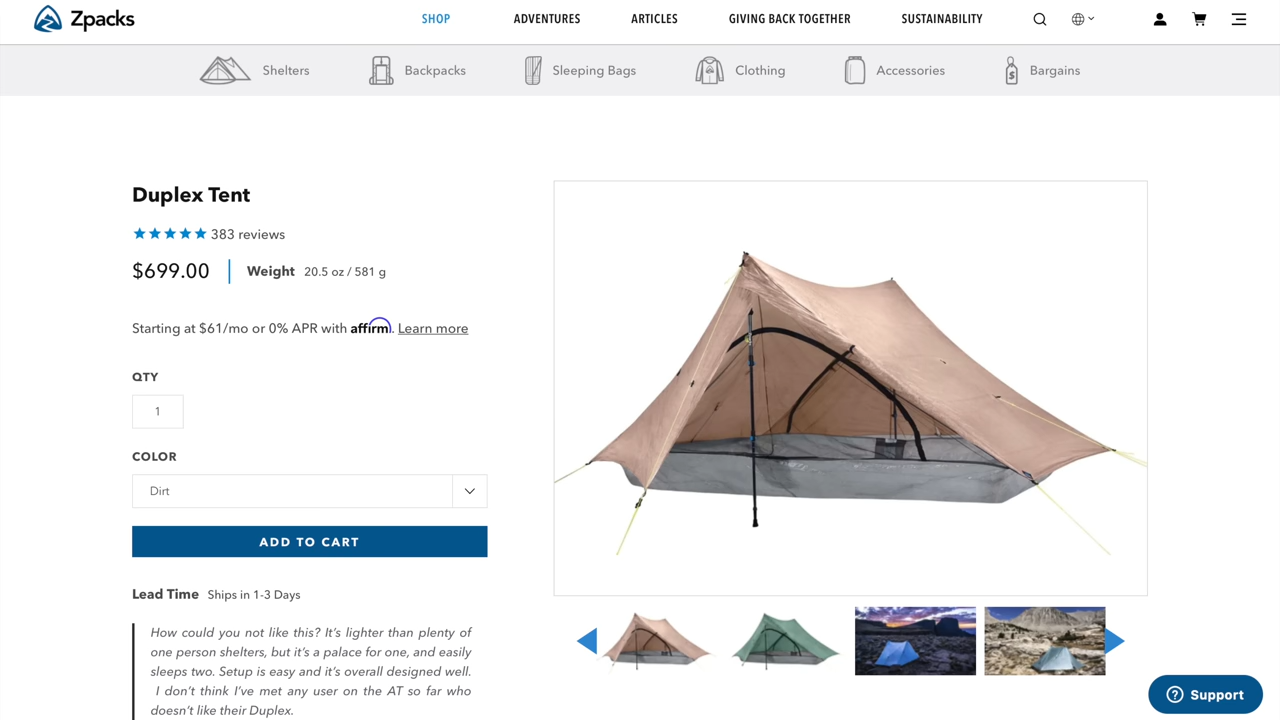 Zpacks
SHOP
ADVENTURES
ARTICLES
GIVING BACK TOGETHER
SUSTAINABILITY
Shelters
Backpacks
Sleeping Bags
Clothing
Accessories
$
Bargains
Duplex Tent
383 reviews
$699.00
Weight 20.5 oz / 581 g
Starting at $61/mo or 0% APR with affirm. Learn more
QTY
1
COLOR
Dirt
ADD TO CART
Lead Time Ships in 1-3 Days
How could you not like this? It's lighter than plenty of
one person shelters, but it's a palace for one, and easily
sleeps two. Setup is easy and it's overall designed well.
I don't think I've met any user on the AT so far who
doesn't like their Duplex.
? Support